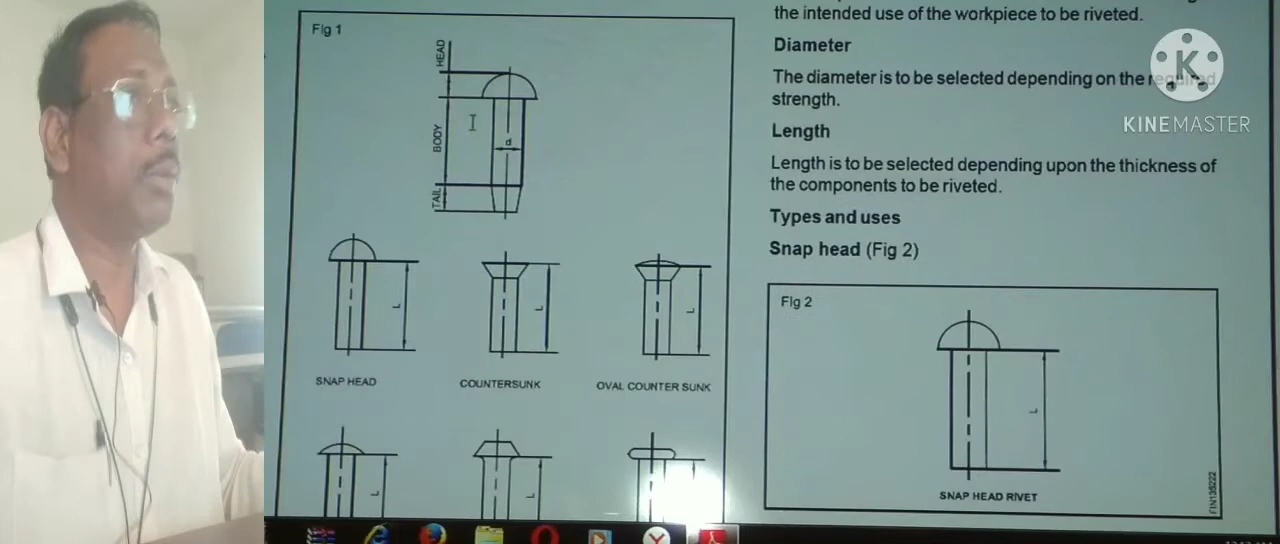 Fig 1
HEAD
BODY
TAIL
d
L
L
L
SNAP HEAD
COUNTERSUNK
OVAL COUNTER SUNK
L
L
the intended use of the workpiece to be riveted.
Diameter
The diameter is to be selected depending on the required
strength.
Length
Length is to be selected depending upon the thickness of
the components to be riveted.
Types and uses
Snap head (Fig 2)
Fig 2
L
SNAP HEAD RIVET
FIN135222
K
KINEMASTER